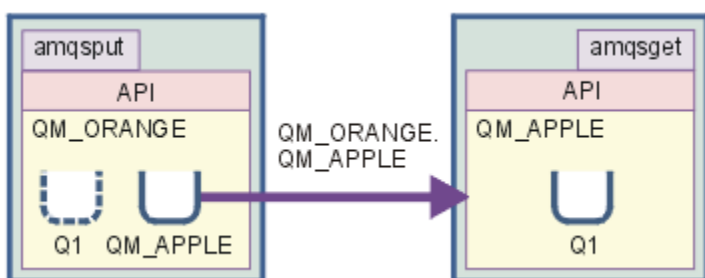 amqsput
API
QM_ORANGE
Q1
QM_APPLE
QM_ORANGE.
QM_APPLE
amqsget
API
QM_APPLE
Q1